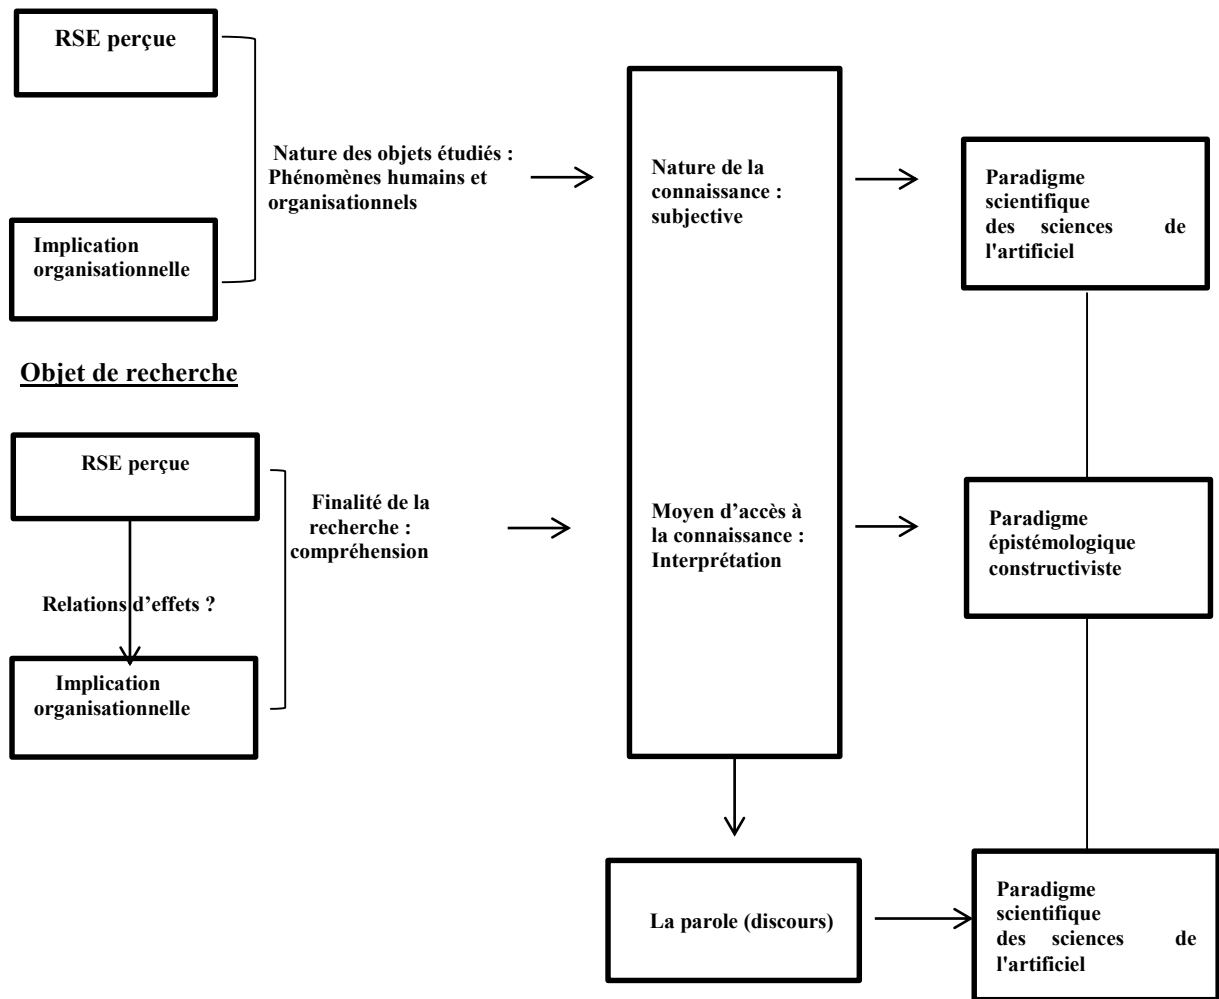 RSE perçue
Nature des objets étudiés :
Phénomènes humains et
organisationnels
Implication
organisationnelle
Nature de la
connaissance :
subjective
Paradigme
scientifique
des sciences de
l'artificiel
Objet de recherche
RSE perçue
Relations d’effets ?
Implication
organisationnelle
Finalité de la
recherche :
compréhension
Moyen d’accès à
la connaissance :
Interprétation
Paradigme
épistémologique
constructiviste
La parole (discours)
Paradigme
scientifique
des sciences de
l'artificiel